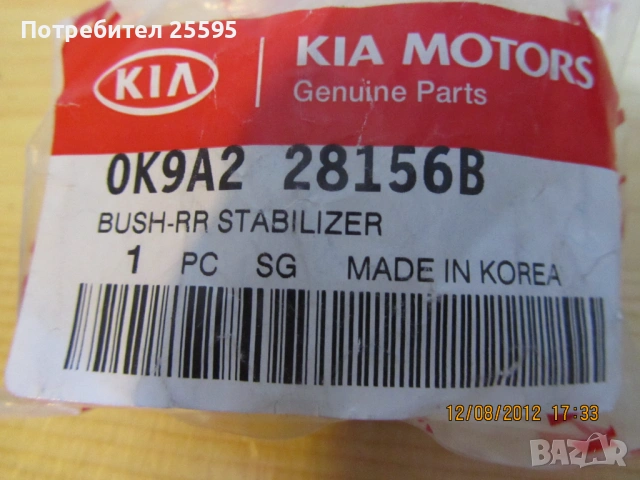 Потребител 25595
KIA | KIA MOTORS
Genuine Parts
0K9A2 28156B
BUSH-RR STABILIZER
1 PC SG MADE IN KOREA
12/08/2012 17:33
BAZAR